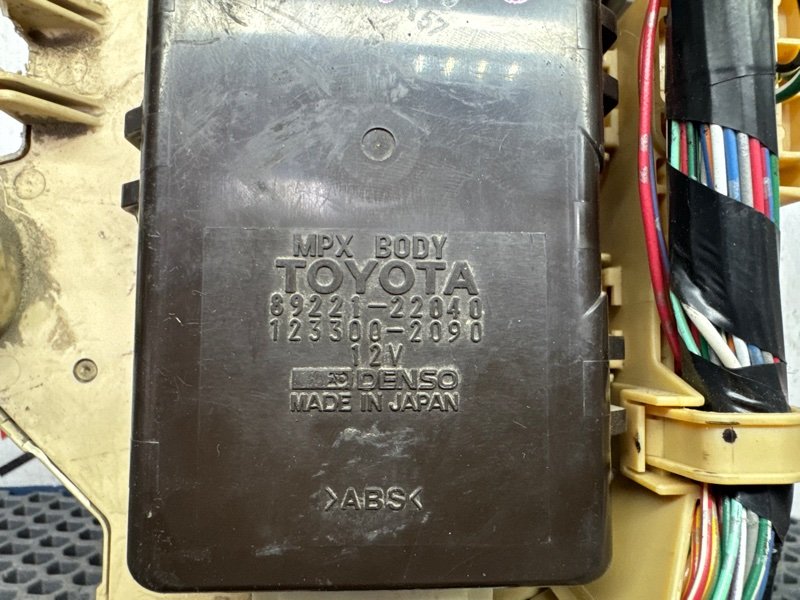 MPX BODY
TOYOTA
89221-22040
123300-2090
12V
DENSO
MADE IN JAPAN
>ABS<